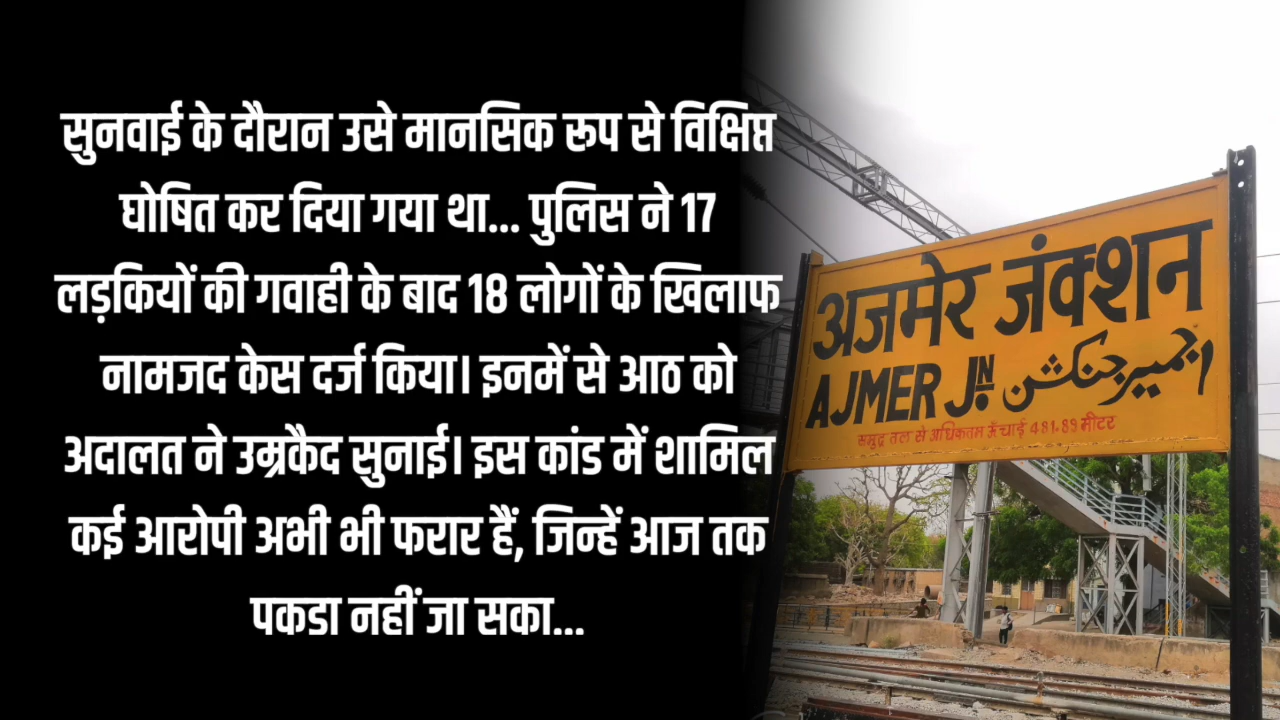 सुनवाई के दौरान उसे मानसिक रूप से विक्षिप्त
घोषित कर दिया गया था... पुलिस ने 17
लड़कियों की गवाही के बाद 18 लोगों के खिलाफ
नामजद केस दर्ज किया। इनमें से आठ को
अदालत ने उम्रकैद सुनाई। इस कांड में शामिल
कई आरोपी अभी भी फरार हैं, जिन्हें आज तक
पकडा नहीं जा सका...
अजमेर जंक्शन
AJMER JN
اجمیر جنکشن
समुद्र तल से अधिकतम ऊँचाई 481.89 मीटर